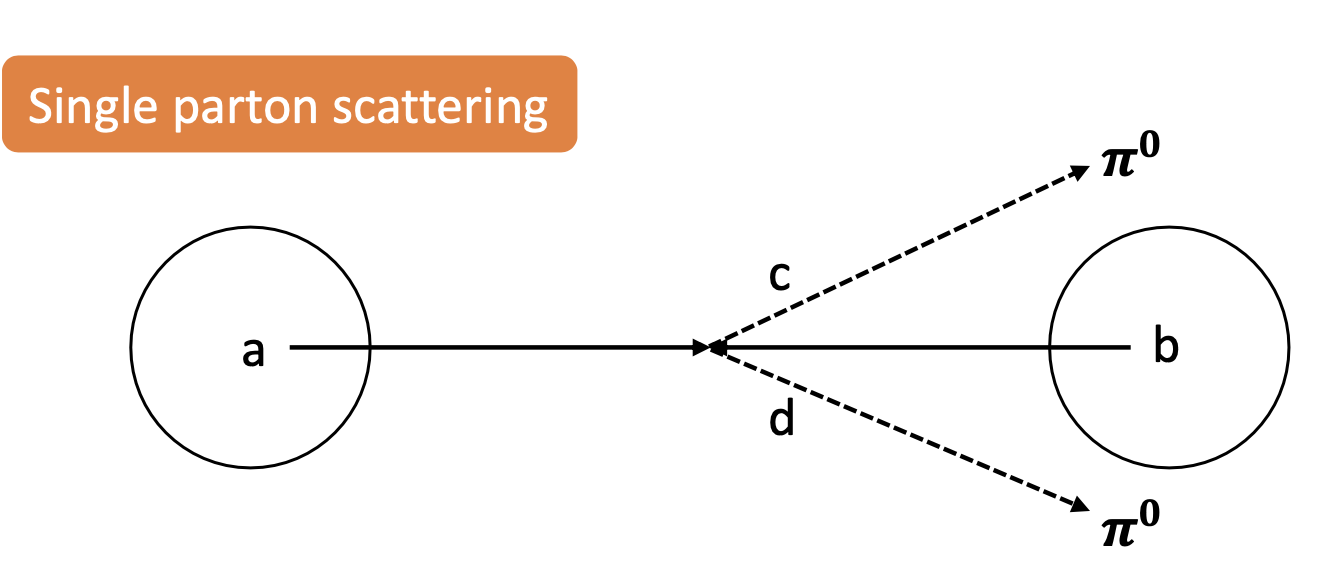 Single parton scattering
π⁰
c
a
b
d
π⁰